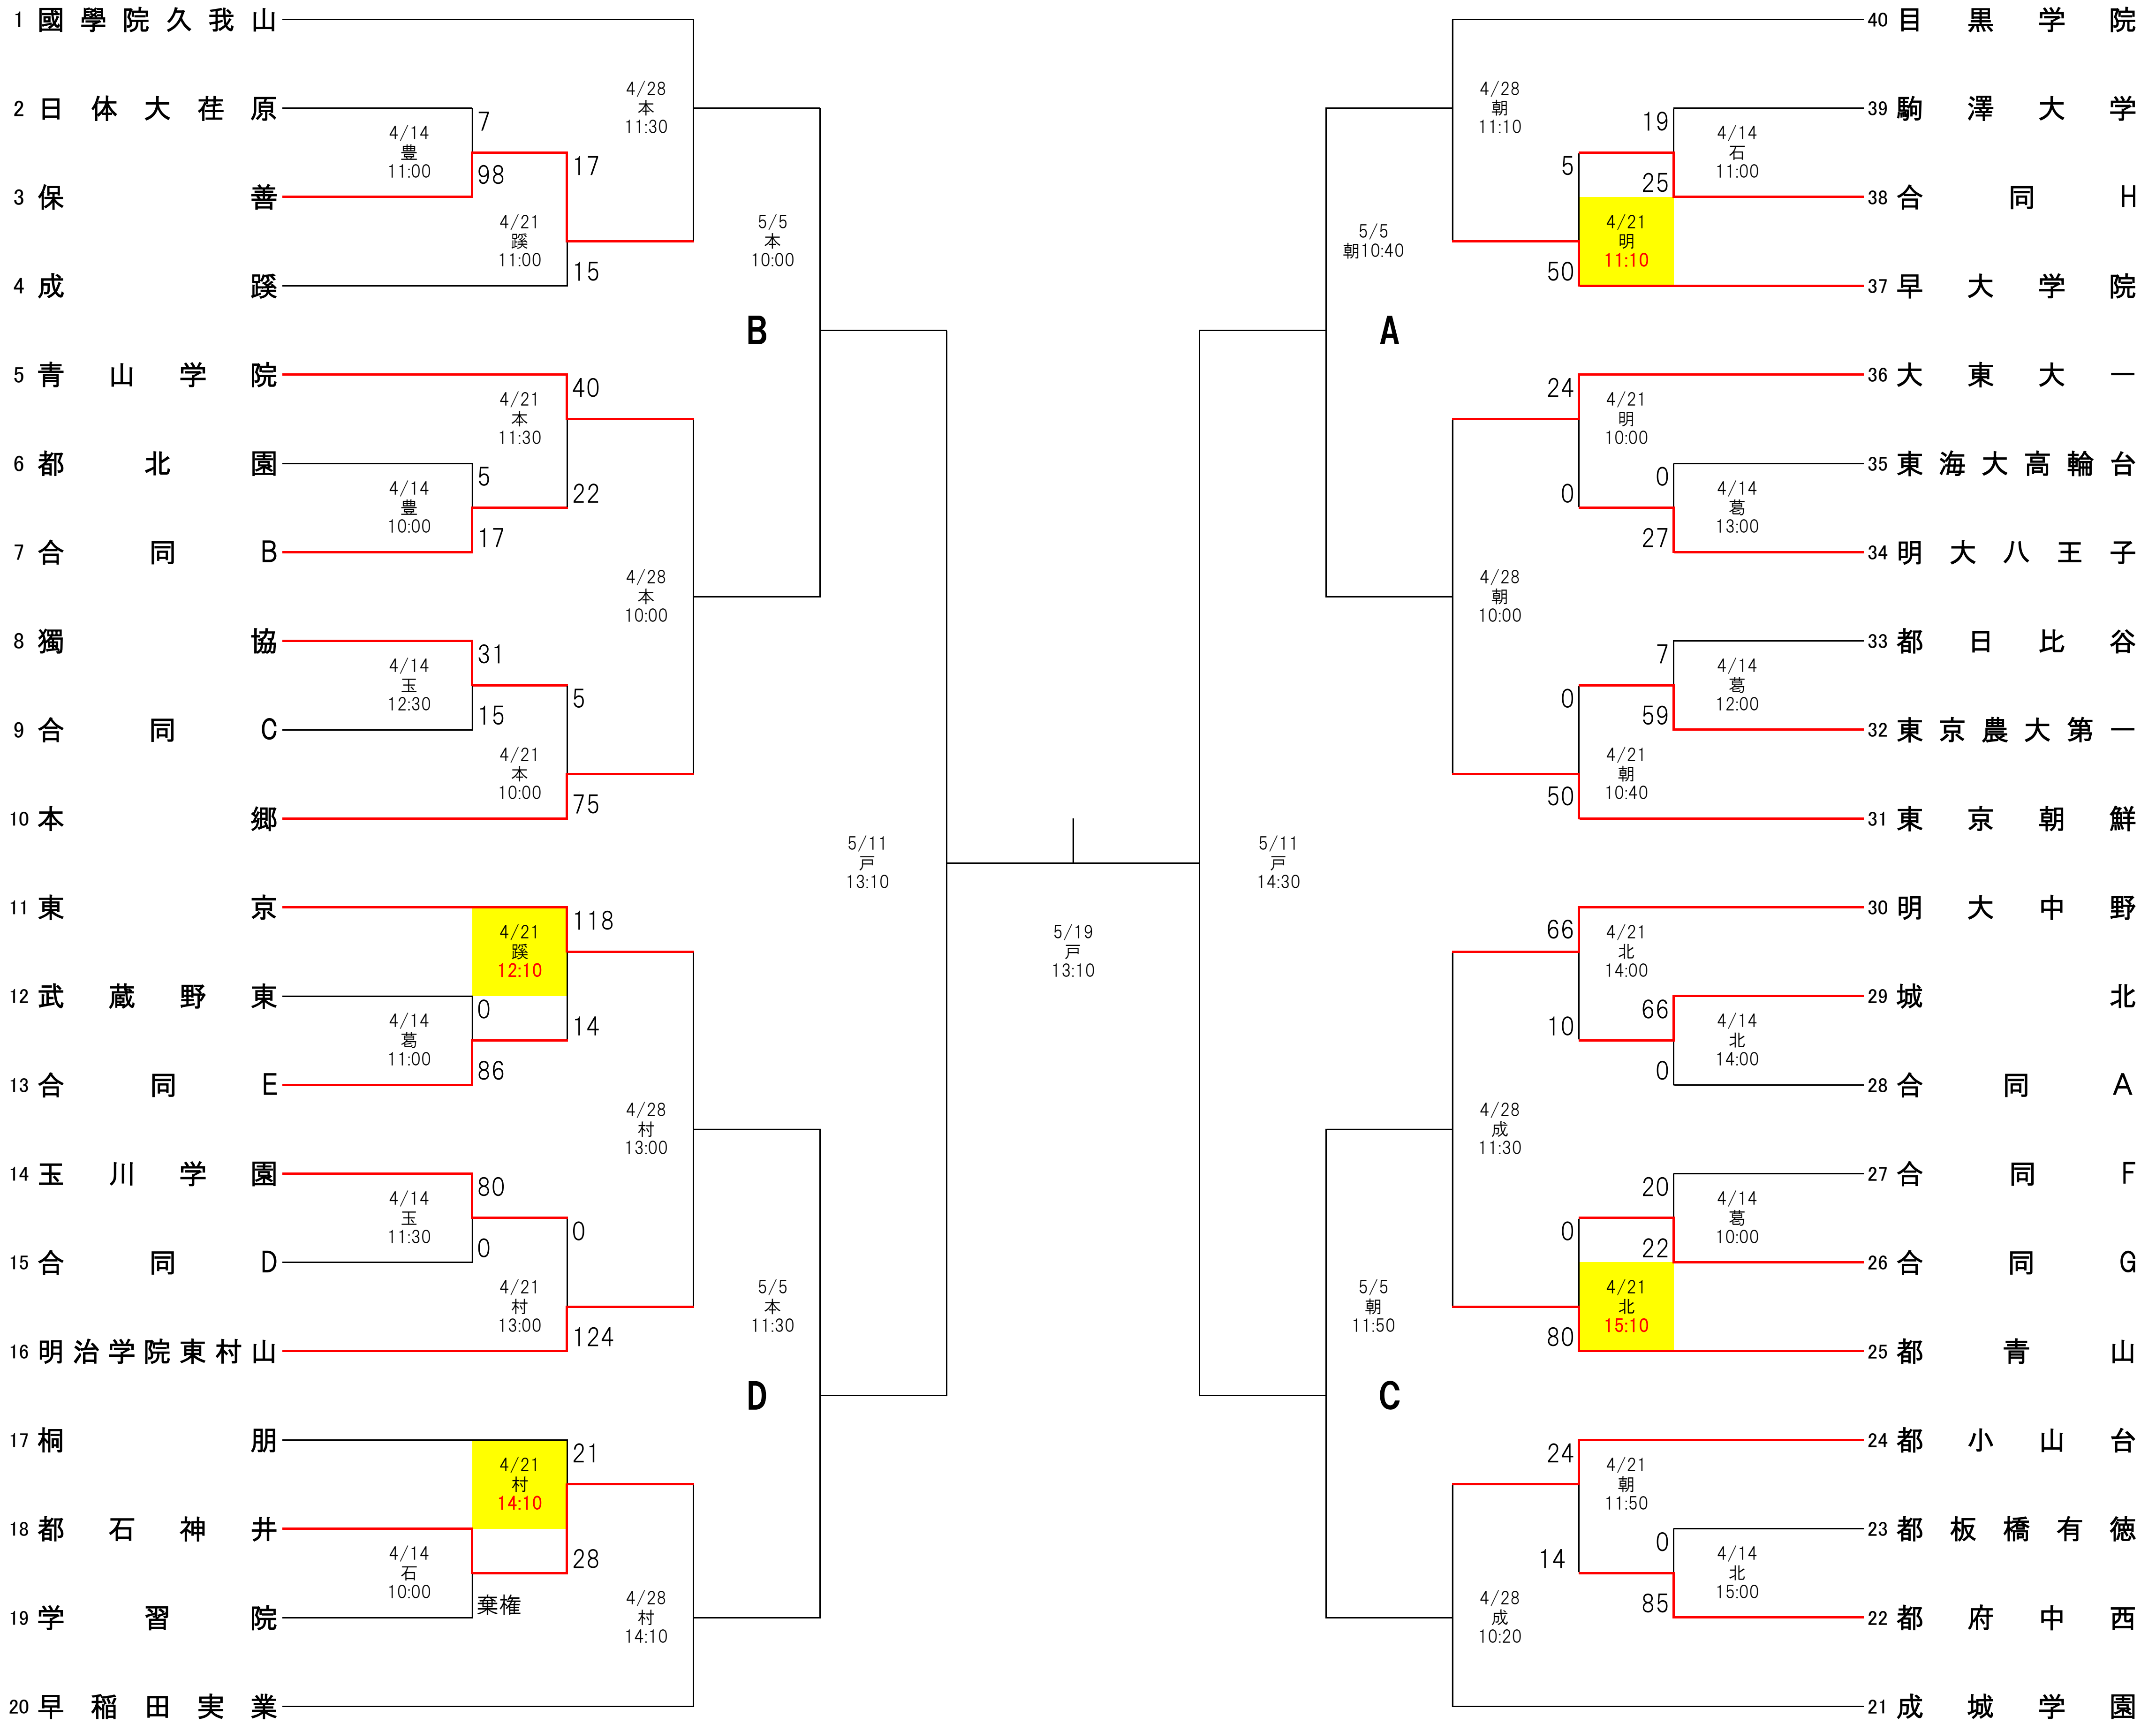 1 國學院久我山
2 日体大荏原
3 保善
4 成蹊
5 青山学院
6 都北園
7 合同B
8 獨協
9 合同C
10 本郷
11 東京
12 武蔵野東
13 合同E
14 玉川学園
15 合同D
16 明治学院東村山
17 桐朋
18 都石神井
19 学習院
20 早稲田実業
4/14
豊
11:00
7
98
4/14
豊
10:00
5
17
4/14
玉
12:30
31
15
4/14
葛
11:00
0
86
4/14
玉
11:30
80
0
4/14
石
10:00
棄権
4/21
蹊
11:00
17
15
4/21
本
11:30
40
22
4/21
本
10:00
5
75
4/21
蹊
12:10
118
14
4/21
村
13:00
0
124
4/21
村
14:10
21
28
4/28
本
11:30
4/28
本
10:00
4/28
村
13:00
4/28
村
14:10
5/5
本
10:00
B
5/5
本
11:30
D
5/11
戸
13:10
5/19
戸
13:10
5/11
戸
14:30
5/5
朝10:40
A
5/5
朝
11:50
C
4/28
朝
11:10
4/28
朝
10:00
4/28
成
11:30
4/28
成
10:20
5
50
4/21
明
11:10
24
0
4/21
明
10:00
0
50
4/21
朝
10:40
66
10
4/21
北
14:00
0
80
4/21
北
15:10
24
14
4/21
朝
11:50
19
25
4/14
石
11:00
0
27
4/14
葛
13:00
7
59
4/14
葛
12:00
66
0
4/14
北
14:00
20
22
4/14
葛
10:00
0
85
4/14
北
15:00
40 目黒学院
39 駒澤大学
38 合同H
37 早大学院
36 大東大一
35 東海大高輪台
34 明大八王子
33 都日比谷
32 東京農大第一
31 東京朝鮮
30 明大中野
29 城北
28 合同A
27 合同F
26 合同G
25 都青山
24 都小山台
23 都板橋有徳
22 都府中西
21 成城学園